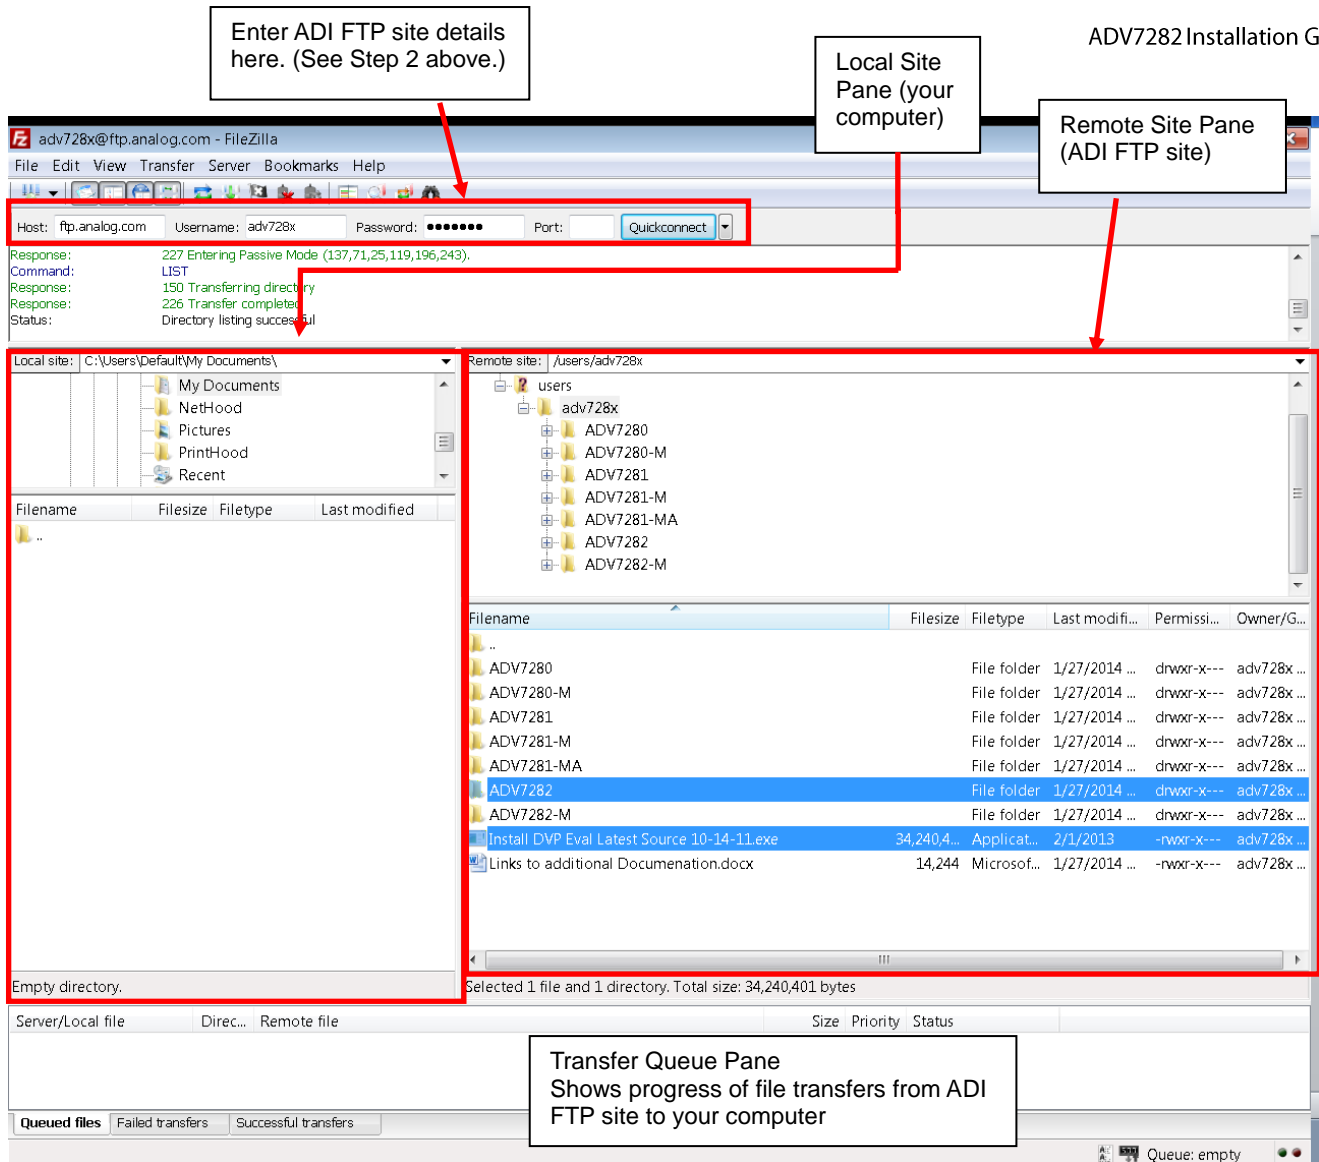 Enter ADI FTP site details
here. (See Step 2 above.)
ADV7282 Installation G
Local Site
Pane (your
computer)
Remote Site Pane
(ADI FTP site)
adv728x@ftp.analog.com - FileZilla
File Edit View Transfer Server Bookmarks Help
Host: ftp.analog.com Username: adv728x Password: ●●●●●●● Port: Quickconnect
Response: 227 Entering Passive Mode (137,71,25,119,196,243).
Command: LIST
Response: 150 Transferring directory
Response: 226 Transfer completed
Status: Directory listing successful
Local site: C:\Users\Default\My Documents\
My Documents
NetHood
Pictures
PrintHood
Recent
Filename Filesize Filetype Last modified
..
Empty directory.
Remote site: /users/adv728x
users
adv728x
ADV7280
ADV7280-M
ADV7281
ADV7281-M
ADV7281-MA
ADV7282
ADV7282-M
Filename Filesize Filetype Last modifi... Permissi... Owner/G...
..
ADV7280 File folder 1/27/2014 ... drwxr-x--- adv728x ...
ADV7280-M File folder 1/27/2014 ... drwxr-x--- adv728x ...
ADV7281 File folder 1/27/2014 ... drwxr-x--- adv728x ...
ADV7281-M File folder 1/27/2014 ... drwxr-x--- adv728x ...
ADV7281-MA File folder 1/27/2014 ... drwxr-x--- adv728x ...
ADV7282 File folder 1/27/2014 ... drwxr-x--- adv728x ...
ADV7282-M File folder 1/27/2014 ... drwxr-x--- adv728x ...
Install DVP Eval Latest Source 10-14-11.exe 34,240,4... Applicat... 2/1/2013 -rwxr-x--- adv728x ...
Links to additional Documenation.docx 14,244 Microsof... 1/27/2014 ... -rwxr-x--- adv728x ...
Selected 1 file and 1 directory. Total size: 34,240,401 bytes
Server/Local file Direc... Remote file Size Priority Status
Transfer Queue Pane
Shows progress of file transfers from ADI
FTP site to your computer
Queued files Failed transfers Successful transfers
Queue: empty